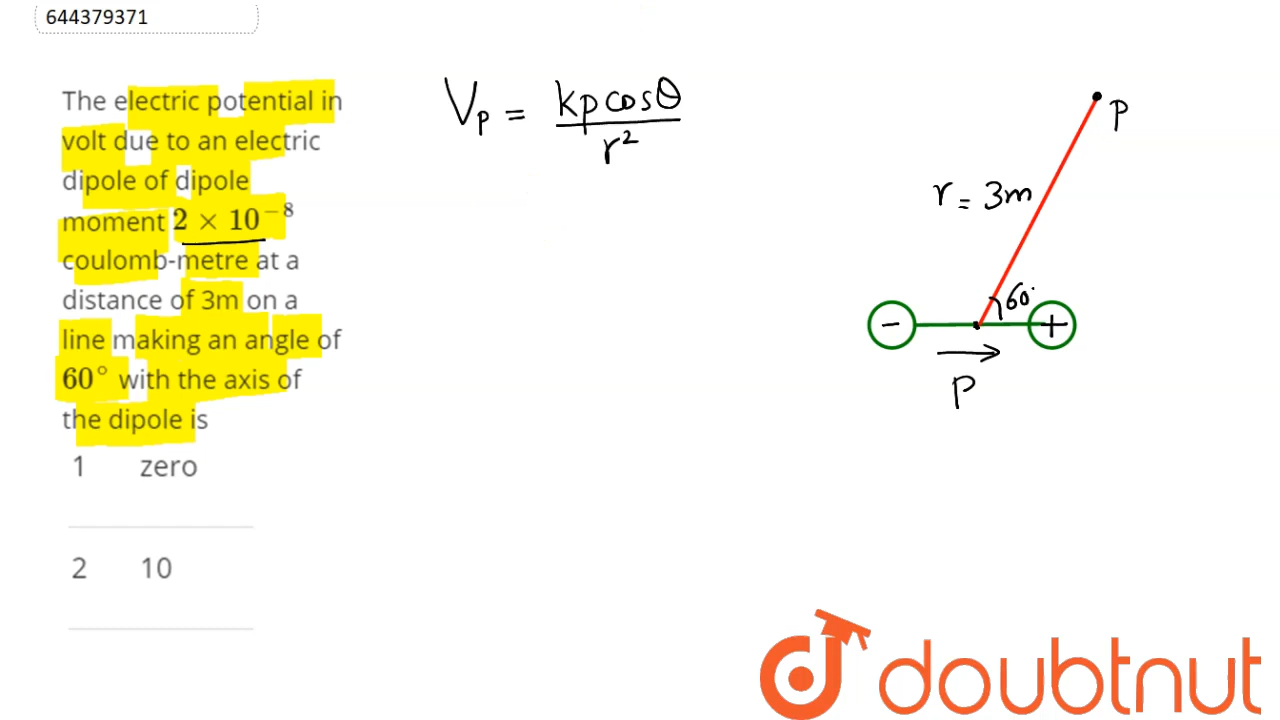 644379371
The electric potential in
volt due to an electric
dipole of dipole
moment 2 × 10⁻⁸
coulomb-metre at a
distance of 3m on a
line making an angle of
60° with the axis of
the dipole is
1 zero
2 10
Vₚ = kp cosθ / r²
P
r = 3m
60°
− +
P
doubtnut